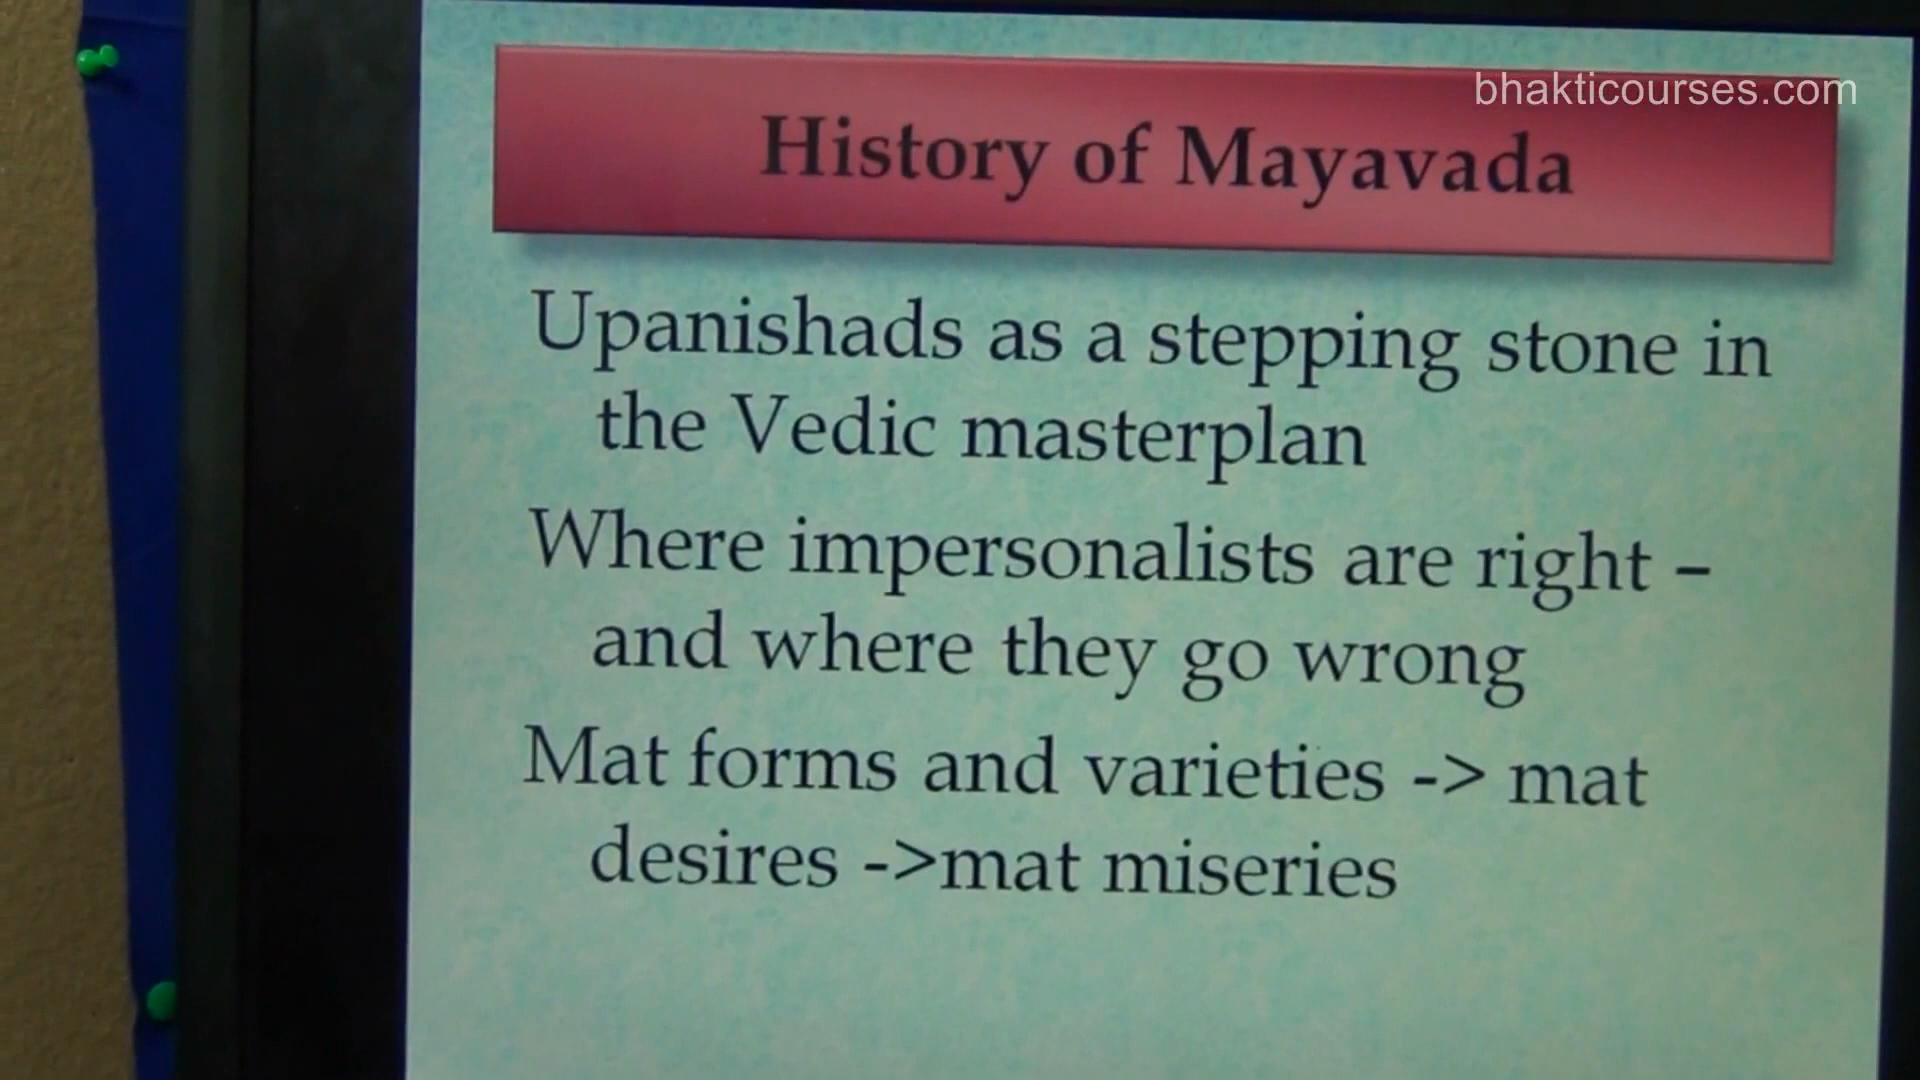 bhakticourses.com
History of Mayavada
Upanishads as a stepping stone in
the Vedic masterplan
Where impersonalists are right –
and where they go wrong
Mat forms and varieties -> mat
desires ->mat miseries